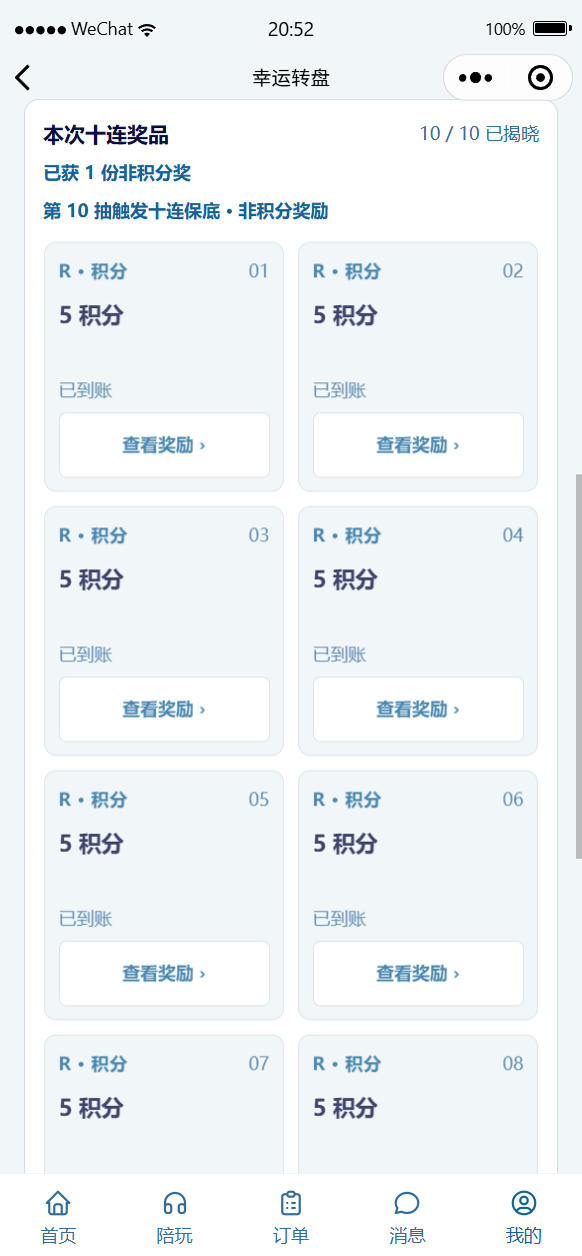 WeChat 20:52 100%
幸运转盘
本次十连奖品 10 / 10 已揭晓
已获 1 份非积分奖
第 10 抽触发十连保底 • 非积分奖励
R • 积分 01
5 积分
已到账
查看奖励 ›
R • 积分 02
5 积分
已到账
查看奖励 ›
R • 积分 03
5 积分
已到账
查看奖励 ›
R • 积分 04
5 积分
已到账
查看奖励 ›
R • 积分 05
5 积分
已到账
查看奖励 ›
R • 积分 06
5 积分
已到账
查看奖励 ›
R • 积分 07
5 积分
R • 积分 08
5 积分
首页 陪玩 订单 消息 我的